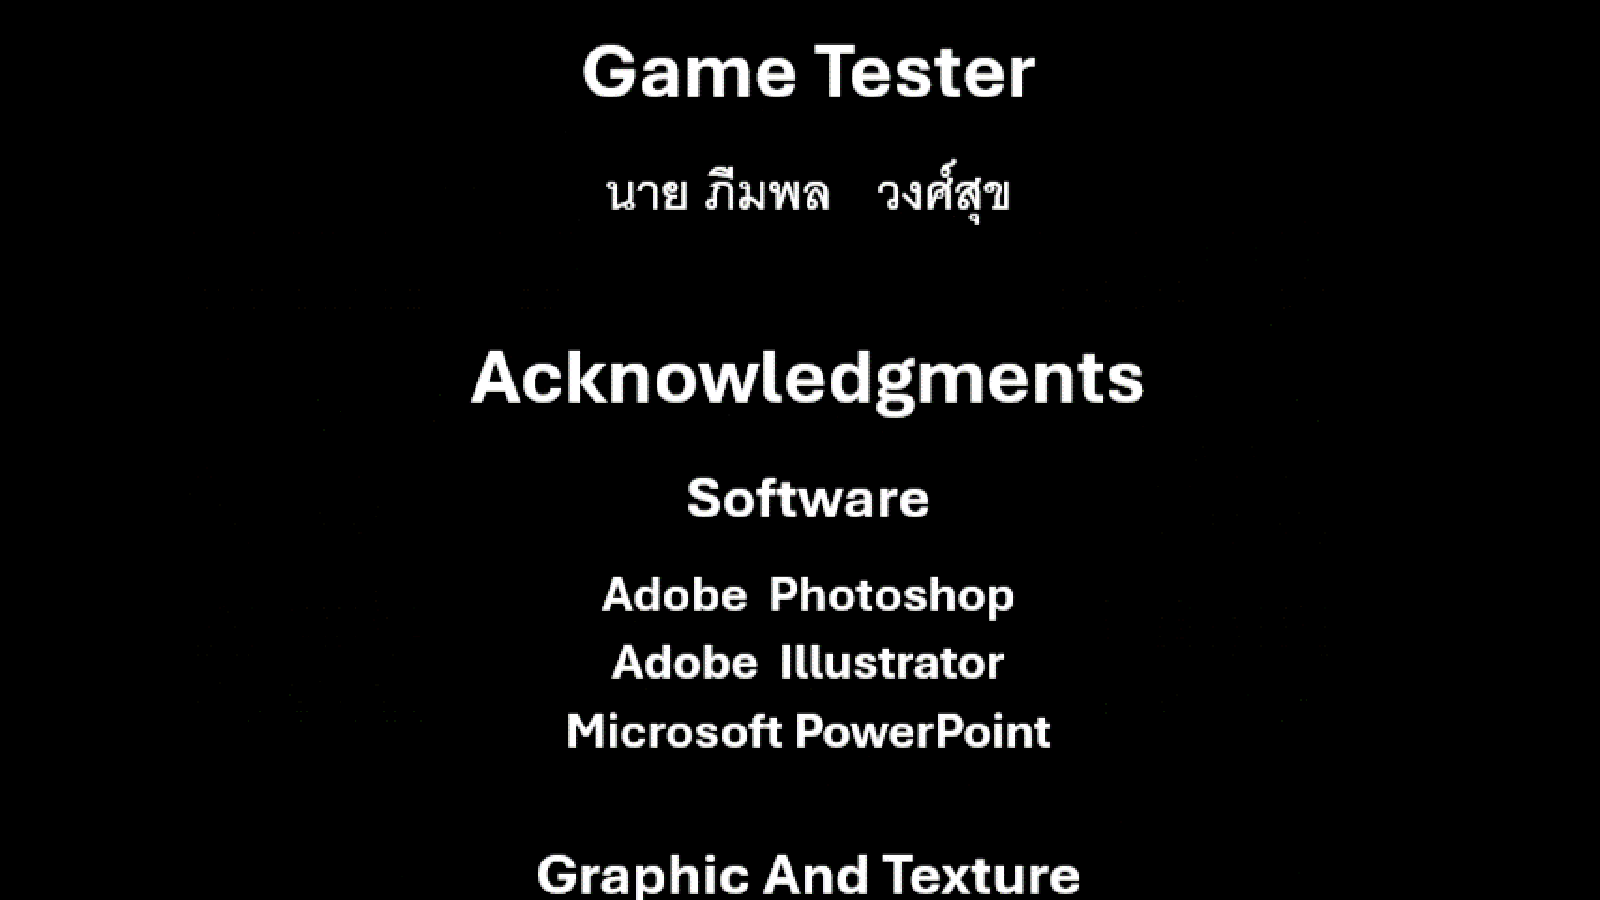 Game Tester
นาย ภีมพล วงศ์สุข
Acknowledgments
Software
Adobe Photoshop
Adobe Illustrator
Microsoft PowerPoint
Graphic And Texture